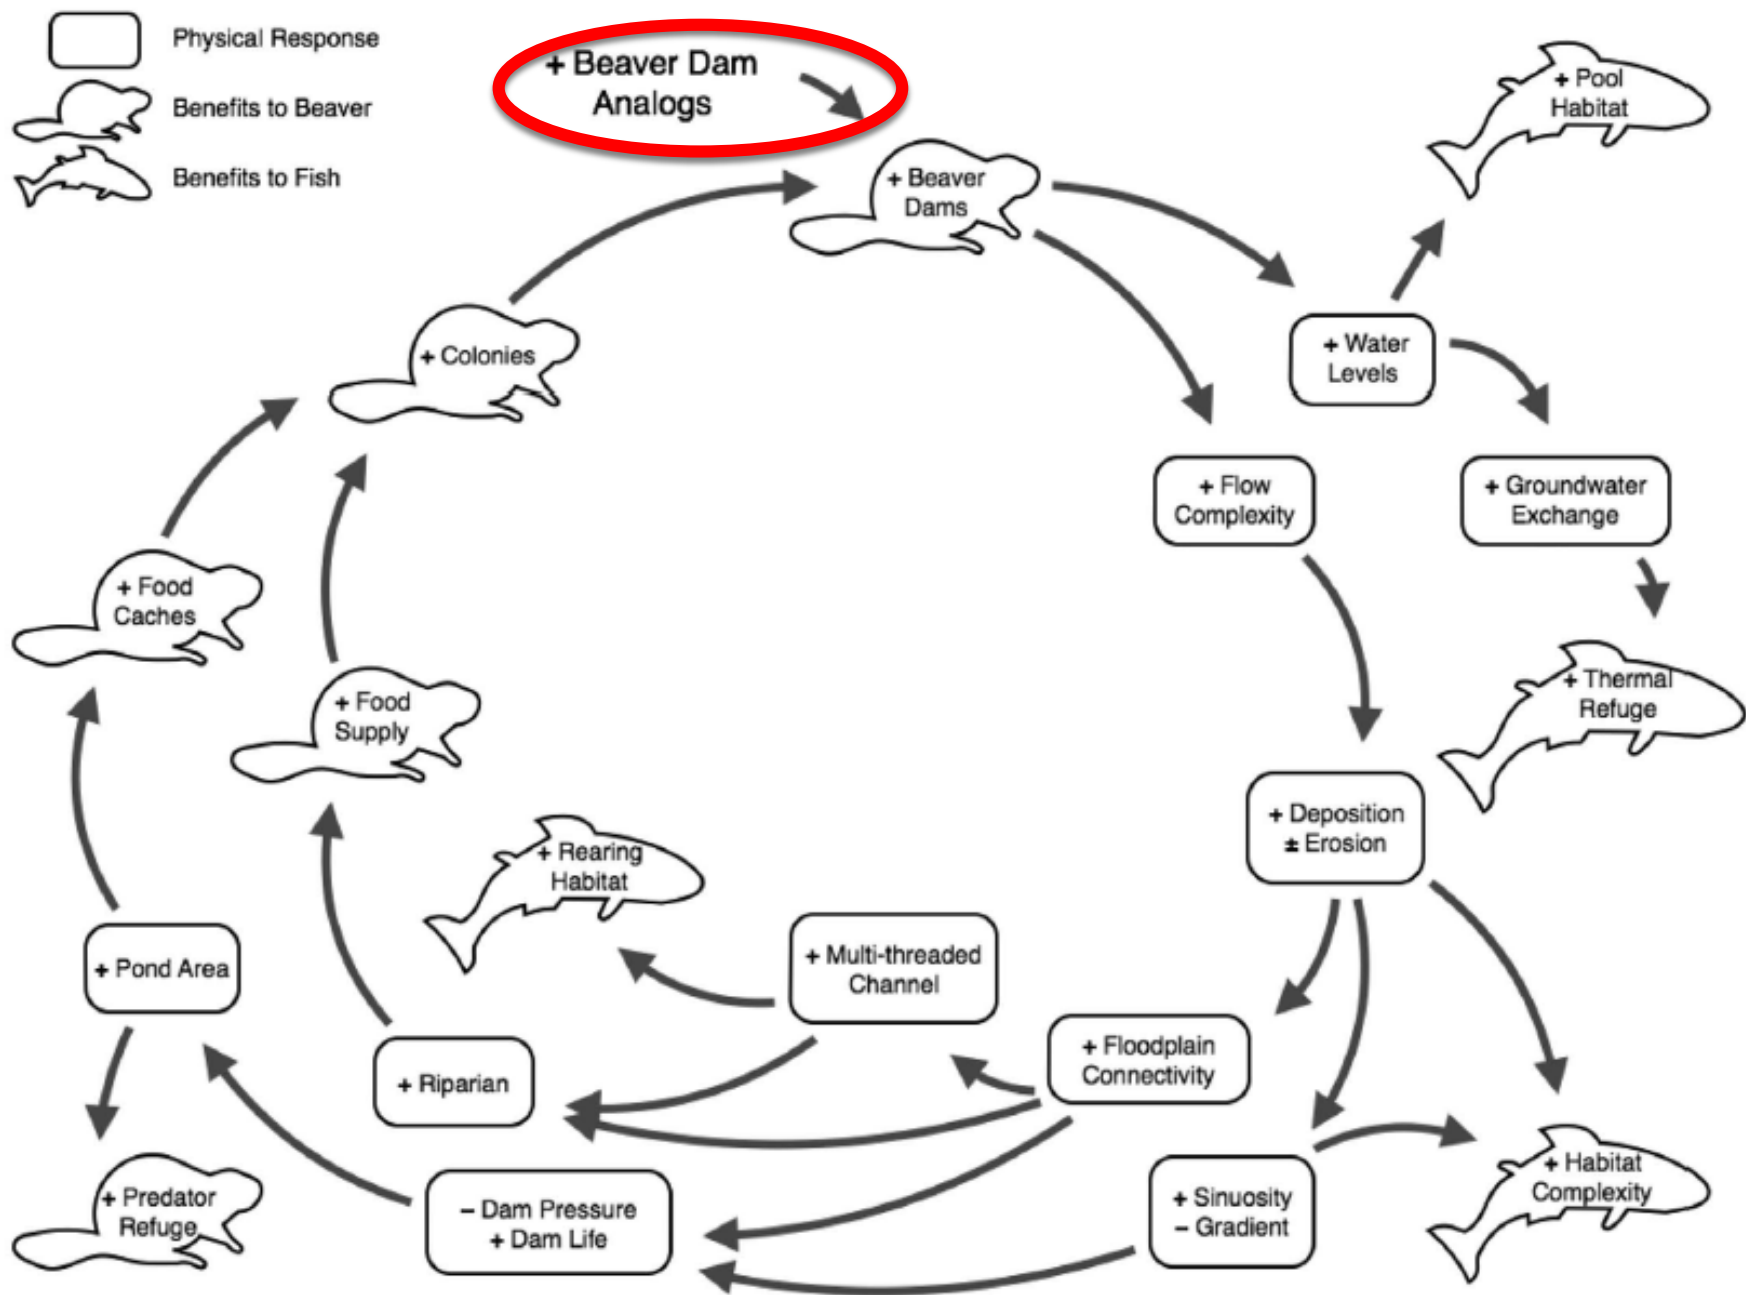 Physical Response
Benefits to Beaver
Benefits to Fish
+ Beaver Dam
Analogs
+ Beaver
Dams
+ Pool
Habitat
+ Water
Levels
+ Colonies
+ Flow
Complexity
+ Groundwater
Exchange
+ Food
Caches
+ Food
Supply
+ Thermal
Refuge
+ Deposition
± Erosion
+ Rearing
Habitat
+ Multi-threaded
Channel
+ Pond Area
+ Floodplain
Connectivity
+ Riparian
+ Predator
Refuge
– Dam Pressure
+ Dam Life
+ Sinuosity
– Gradient
+ Habitat
Complexity